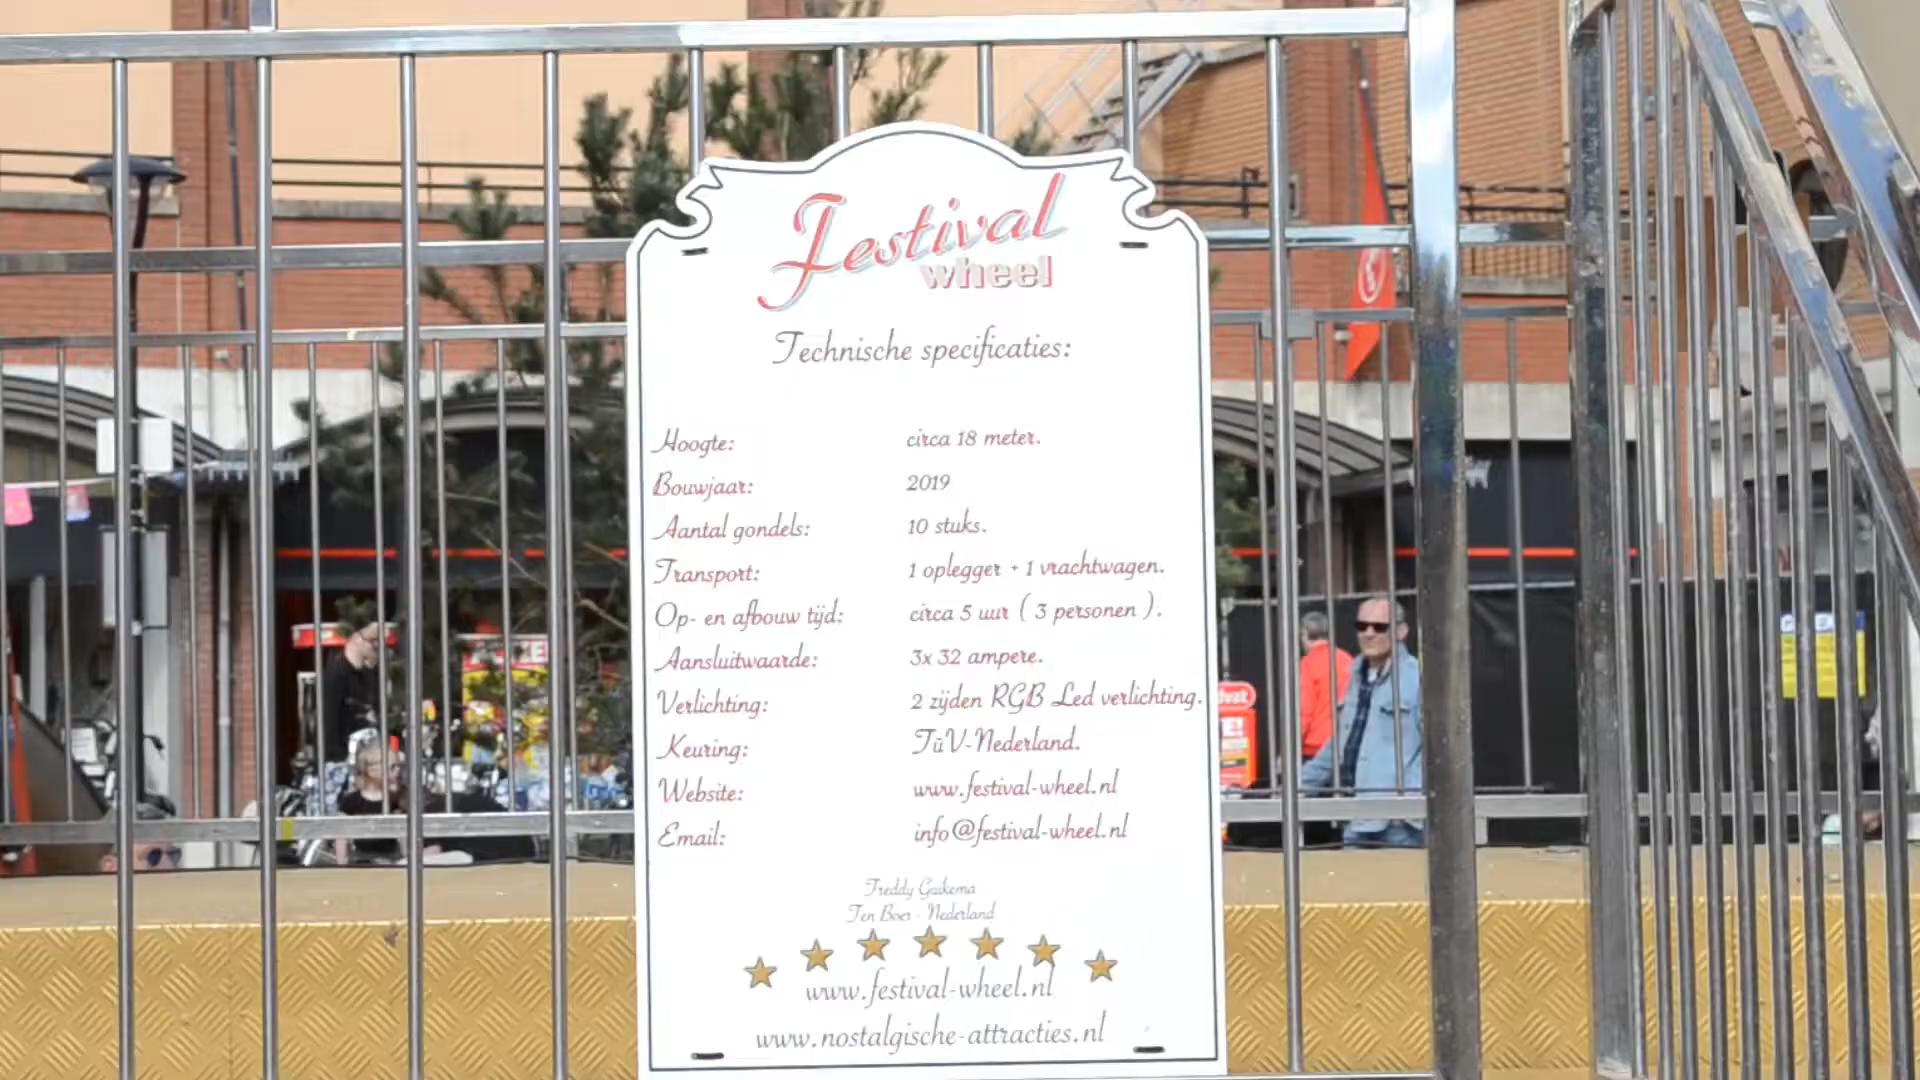 Festival
wheel
Technische specificaties:
Hoogte: circa 18 meter.
Bouwjaar: 2019
Aantal gondels: 10 stuks.
Transport: 1 oplegger + 1 vrachtwagen.
Op- en afbouw tijd: circa 5 uur ( 3 personen ).
Aansluitwaarde: 3x 32 ampere.
Verlichting: 2 zijden RGB Led verlichting.
Keuring: TüV-Nederland.
Website: www.festival-wheel.nl
Email: info@festival-wheel.nl
Freddy Gaikema
Ten Boer - Nederland
www.festival-wheel.nl
www.nostalgische-attracties.nl